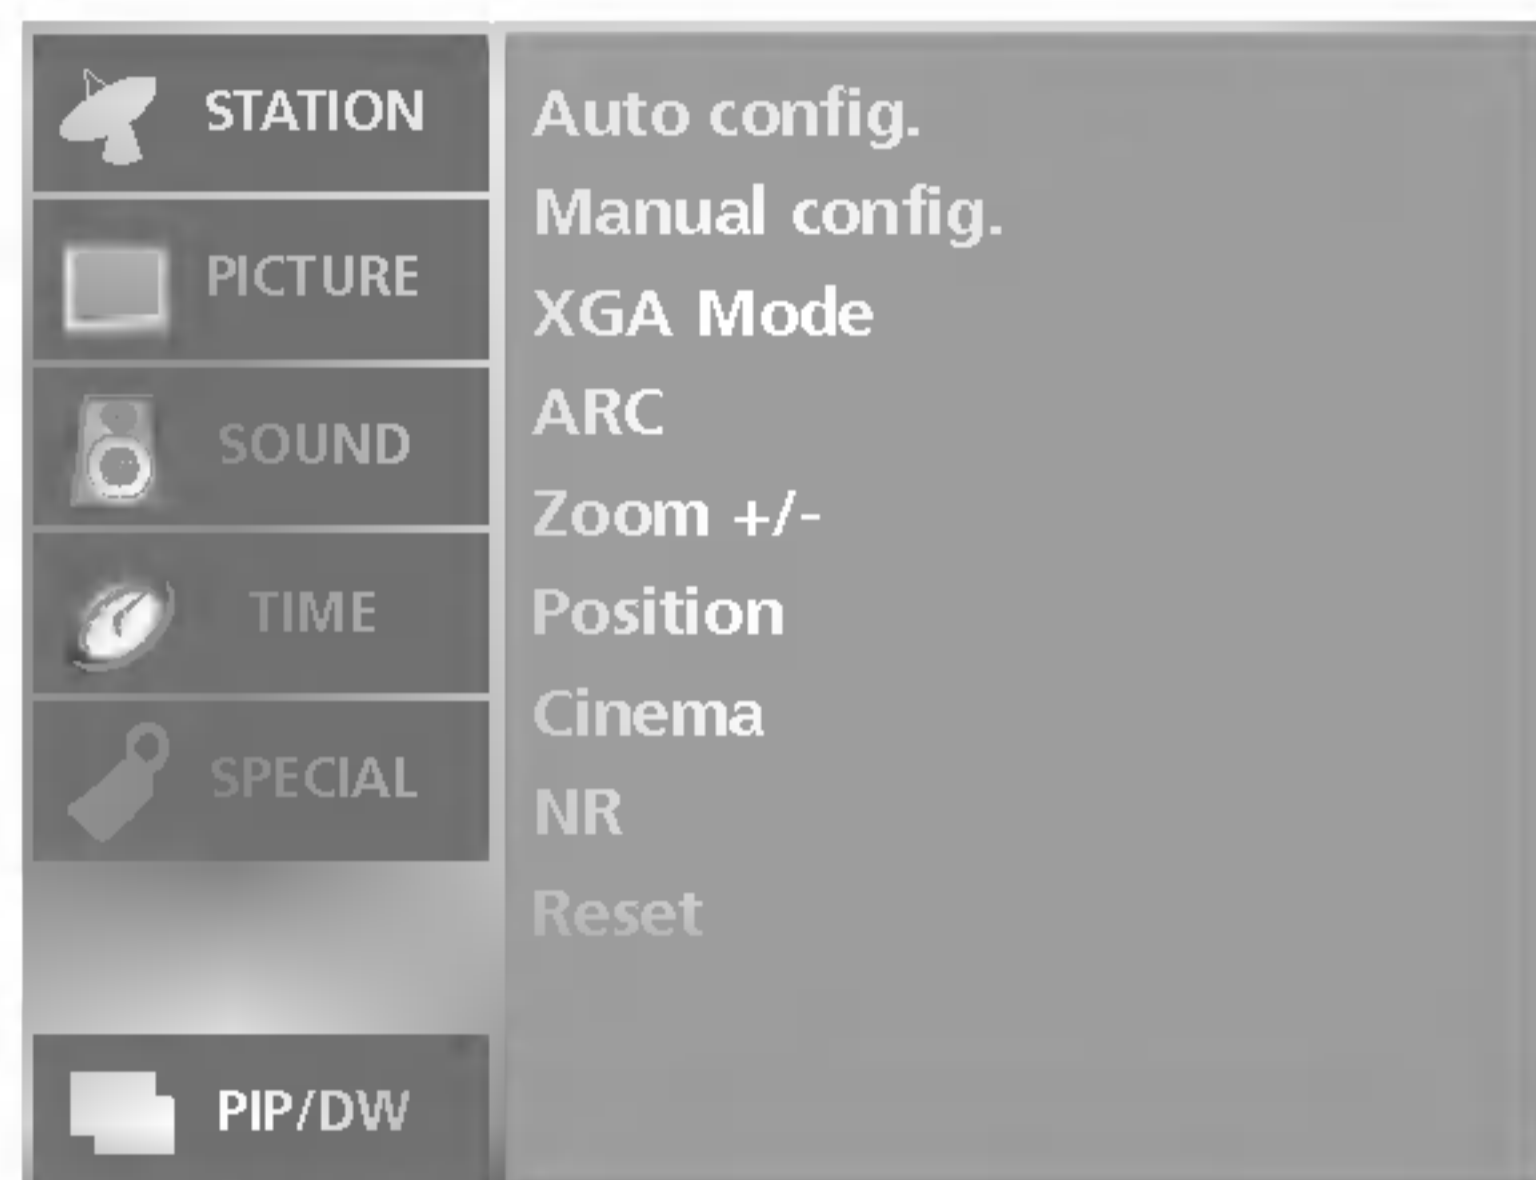 STATION
PICTURE
SOUND
TIME
SPECIAL
PIP/DW
Auto config.
Manual config.
XGA Mode
ARC
Zoom +/-
Position
Cinema
NR
Reset